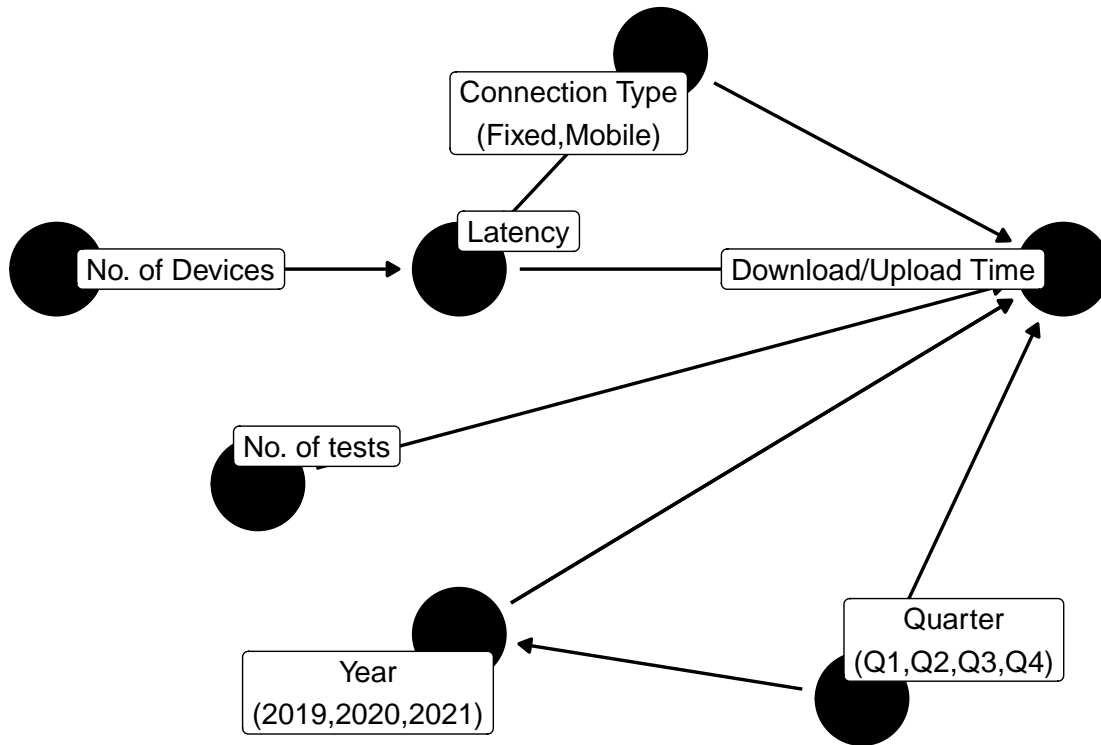 Connection Type
(Fixed,Mobile)
Latency
No. of Devices
Download/Upload Time
No. of tests
Year
(2019,2020,2021)
Quarter
(Q1,Q2,Q3,Q4)